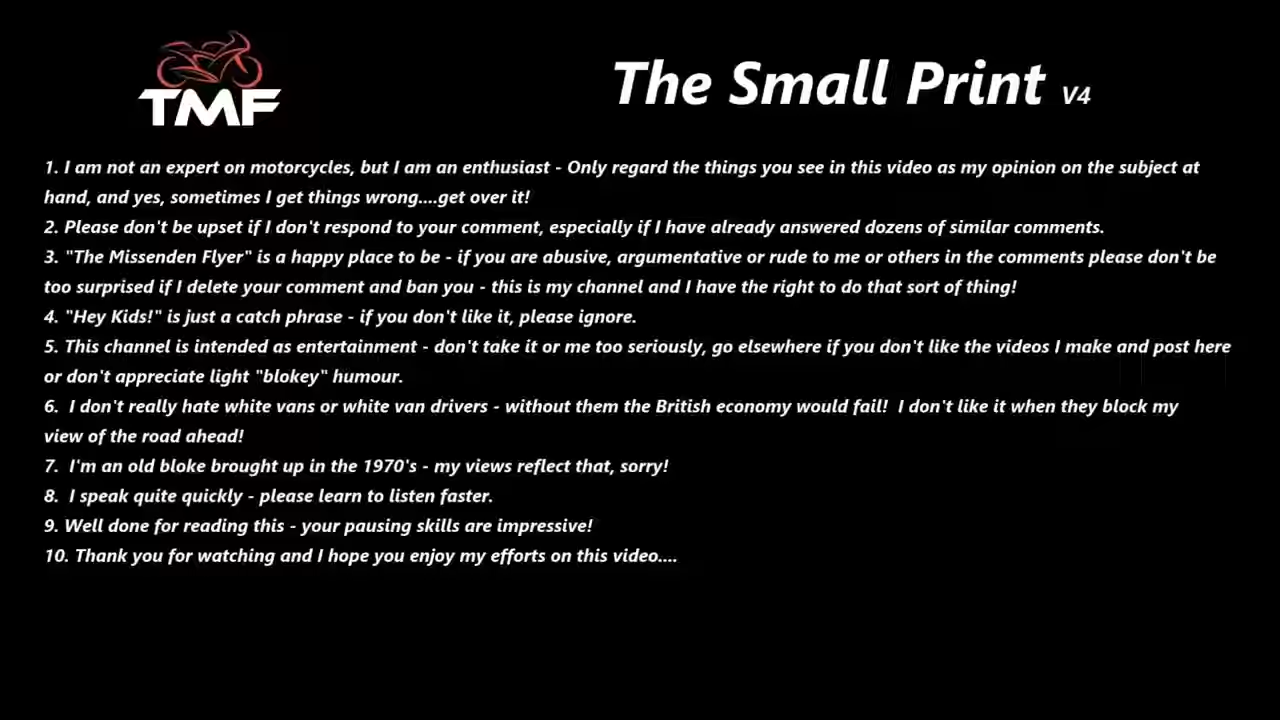 TMF
The Small Print V4
1. I am not an expert on motorcycles, but I am an enthusiast - Only regard the things you see in this video as my opinion on the subject at
hand, and yes, sometimes I get things wrong....get over it!
2. Please don't be upset if I don't respond to your comment, especially if I have already answered dozens of similar comments.
3. "The Missenden Flyer" is a happy place to be - if you are abusive, argumentative or rude to me or others in the comments please don't be
too surprised if I delete your comment and ban you - this is my channel and I have the right to do that sort of thing!
4. "Hey Kids!" is just a catch phrase - if you don't like it, please ignore.
5. This channel is intended as entertainment - don't take it or me too seriously, go elsewhere if you don't like the videos I make and post here
or don't appreciate light "blokey" humour.
6.  I don't really hate white vans or white van drivers - without them the British economy would fail!  I don't like it when they block my
view of the road ahead!
7.  I'm an old bloke brought up in the 1970's - my views reflect that, sorry!
8.  I speak quite quickly - please learn to listen faster.
9. Well done for reading this - your pausing skills are impressive!
10. Thank you for watching and I hope you enjoy my efforts on this video....